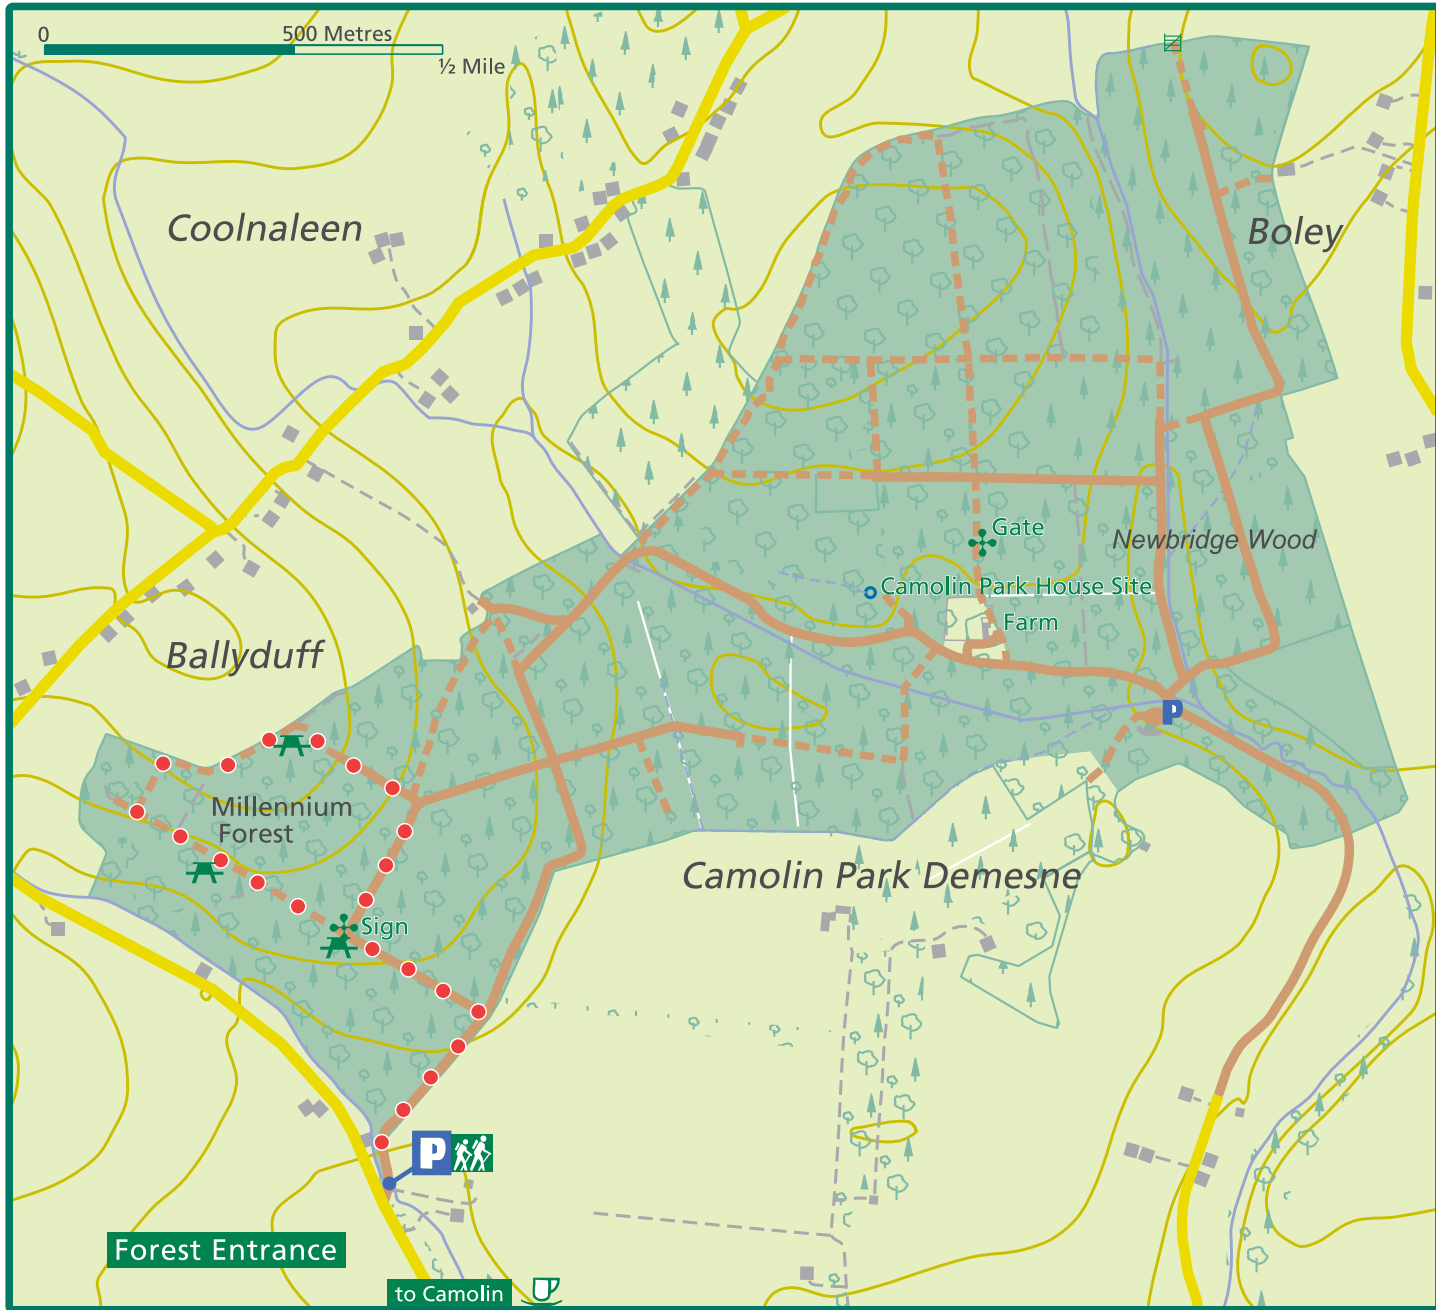 0
500 Metres
½ Mile
Coolnaleen
Boley
Gate
Newbridge Wood
Camolin Park House Site
Farm
Ballyduff
P
Millennium
Forest
Camolin Park Demesne
Sign
P
Forest Entrance
to Camolin